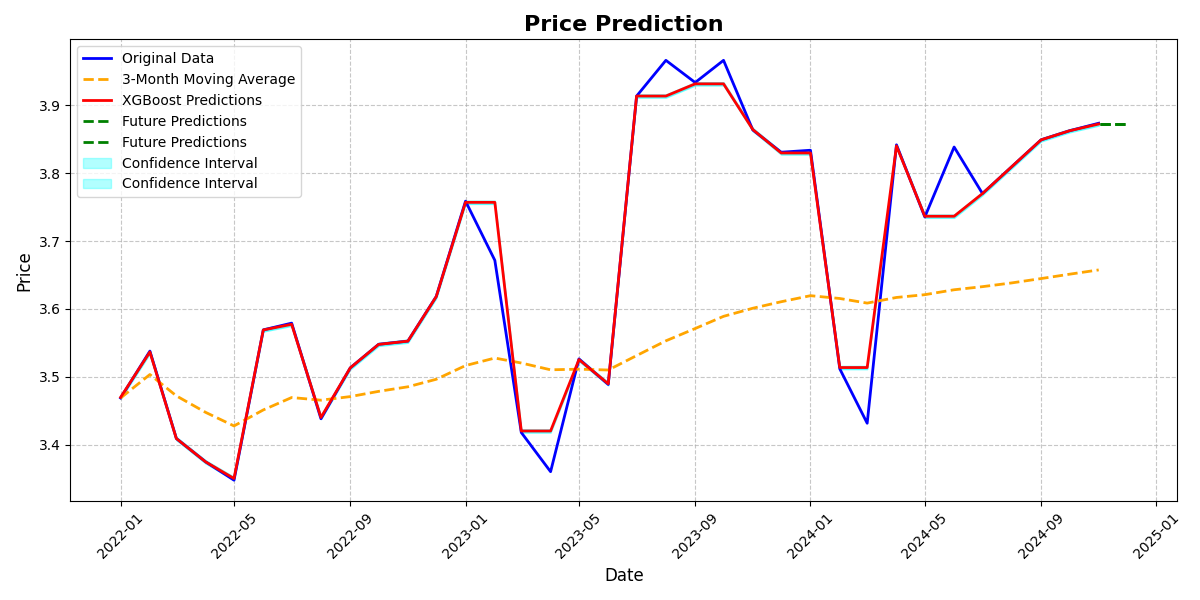 Price Prediction
Original Data
3-Month Moving Average
XGBoost Predictions
Future Predictions
Future Predictions
Confidence Interval
Confidence Interval
Price
3.9
3.8
3.7
3.6
3.5
3.4
2022-01
2022-05
2022-09
2023-01
2023-05
2023-09
2024-01
2024-05
2024-09
2025-01
Date